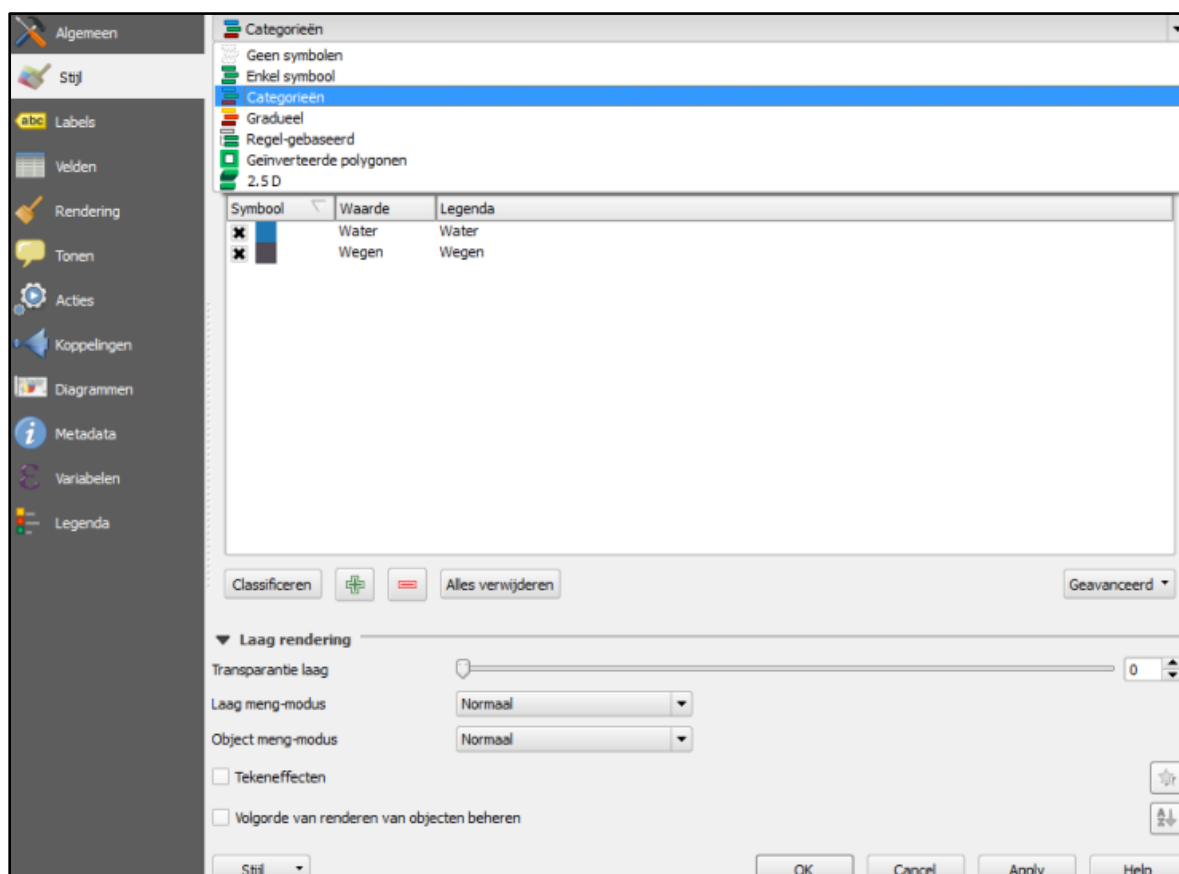 Algemeen
Stijl
abc Labels
Velden
Rendering
Tonen
Acties
Koppelingen
Diagrammen
Metadata
Variabelen
Legenda
Categorieën
Geen symbolen
Enkel symbool
Categorieën
Gradueel
Regel-gebaseerd
Geïnverteerde polygonen
2.5 D
Symbool Waarde Legenda
Water Water
Wegen Wegen
Classificeren Alles verwijderen Geavanceerd
Laag rendering
Transparantie laag 0
Laag meng-modus Normaal
Object meng-modus Normaal
Tekeneffecten
Volgorde van renderen van objecten beheren
Stijl OK Cancel Apply Help